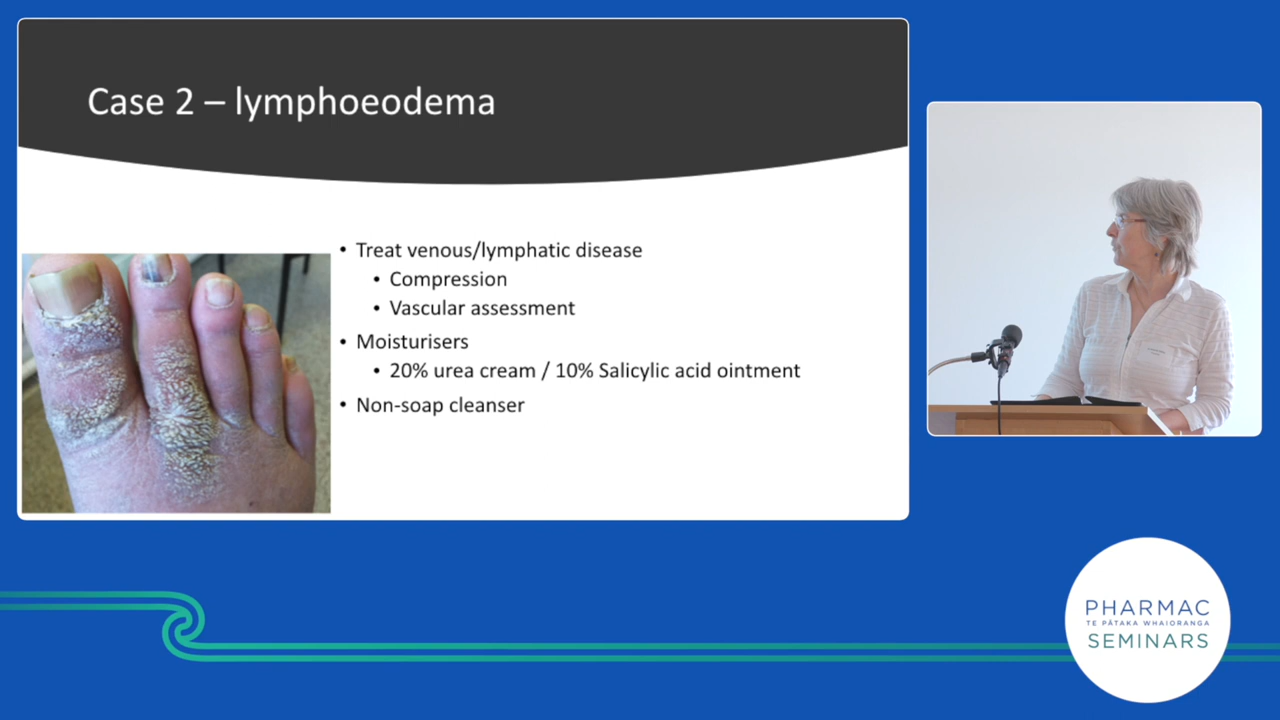 Case 2 – lymphoeodema
• Treat venous/lymphatic disease
• Compression
• Vascular assessment
• Moisturisers
• 20% urea cream / 10% Salicylic acid ointment
• Non-soap cleanser
PHARMAC
TE PĀTAKA WHAIORANGA
SEMINARS